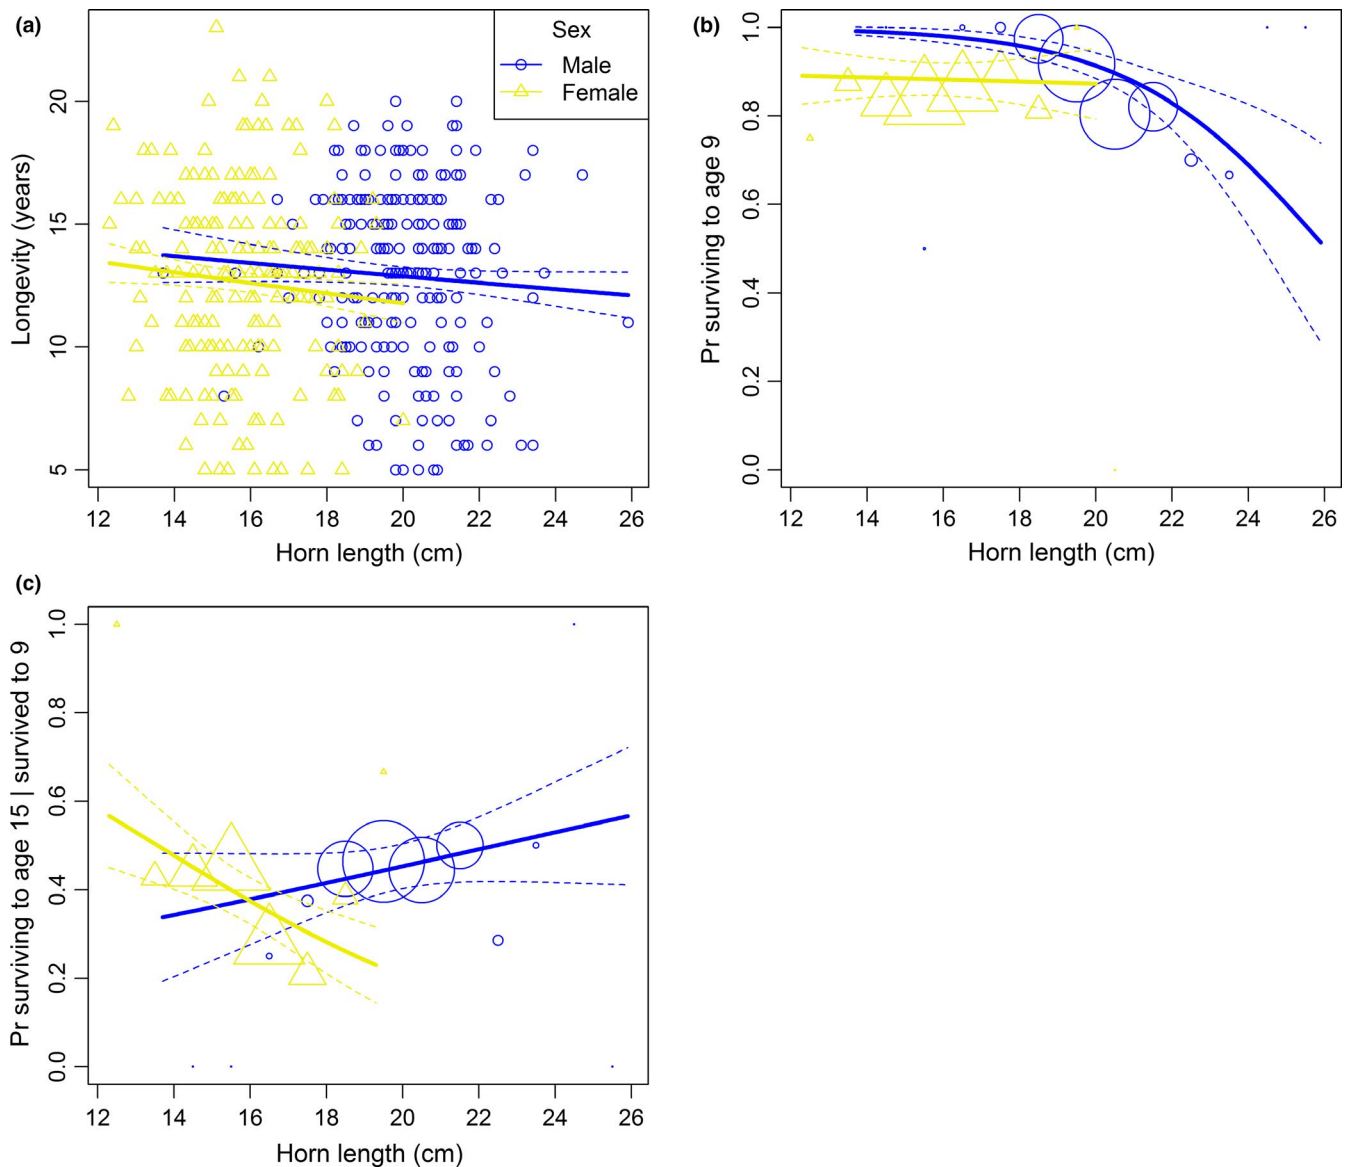 (a)
Longevity (years)
20
15
10
5
Sex
Male
Female
12 14 16 18 20 22 24 26
Horn length (cm)
(b)
Pr surviving to age 9
1.0
0.8
0.6
0.4
0.2
0.0
12 14 16 18 20 22 24 26
Horn length (cm)
(c)
Pr surviving to age 15 | survived to 9
1.0
0.8
0.6
0.4
0.2
0.0
12 14 16 18 20 22 24 26
Horn length (cm)